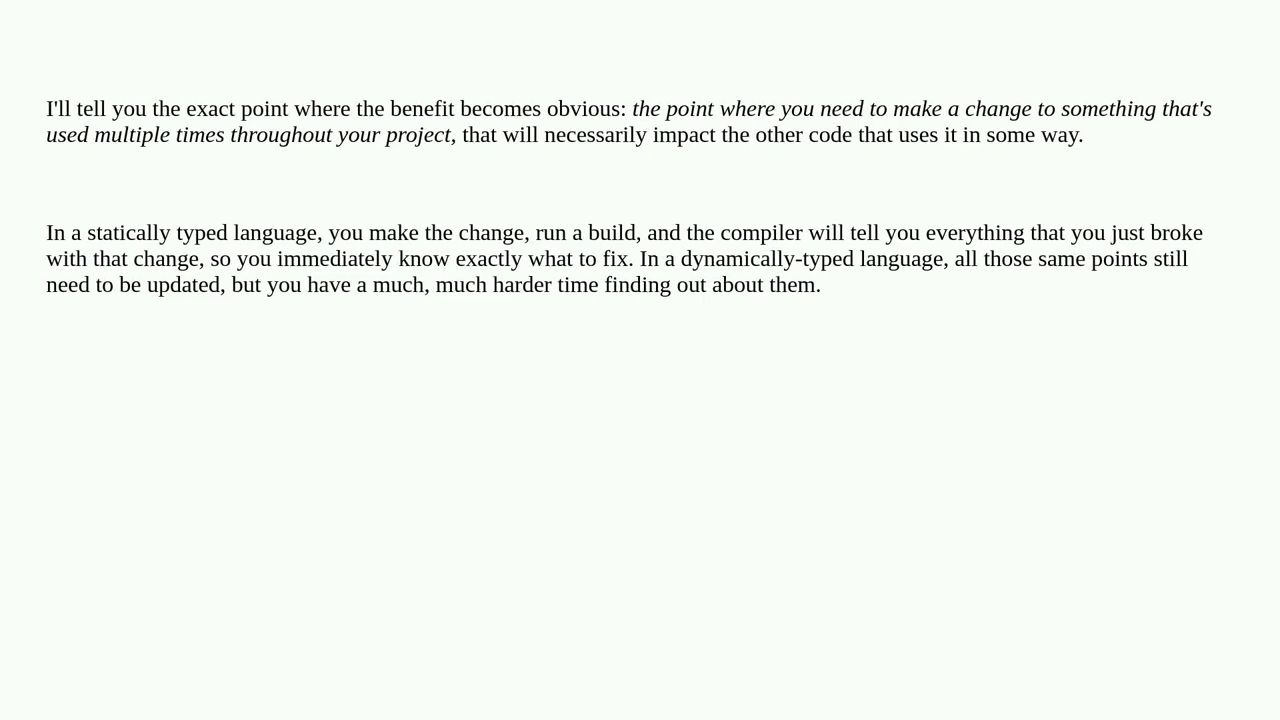 I'll tell you the exact point where the benefit becomes obvious: the point where you need to make a change to something that's
used multiple times throughout your project, that will necessarily impact the other code that uses it in some way.
In a statically typed language, you make the change, run a build, and the compiler will tell you everything that you just broke
with that change, so you immediately know exactly what to fix. In a dynamically-typed language, all those same points still
need to be updated, but you have a much, much harder time finding out about them.